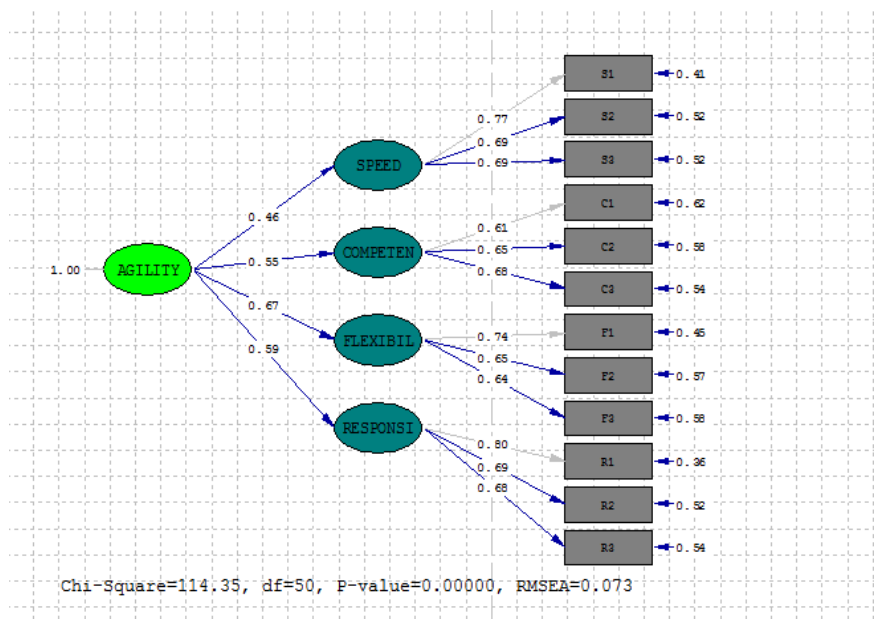 S1 0.41
0.77
S2 0.52
0.69
SPEED
S3 0.52
0.69
C1 0.62
0.46
0.61
C2 0.58
0.65
COMPETEN
0.55
1.00 AGILITY
0.68
C3 0.54
0.67
F1 0.45
0.74
FLEXIBIL
0.59
0.65
F2 0.57
0.64
F3 0.58
RESPONSI
0.80
R1 0.36
0.69
0.68
R2 0.52
R3 0.54
Chi-Square=114.35, df=50, P-value=0.00000, RMSEA=0.073